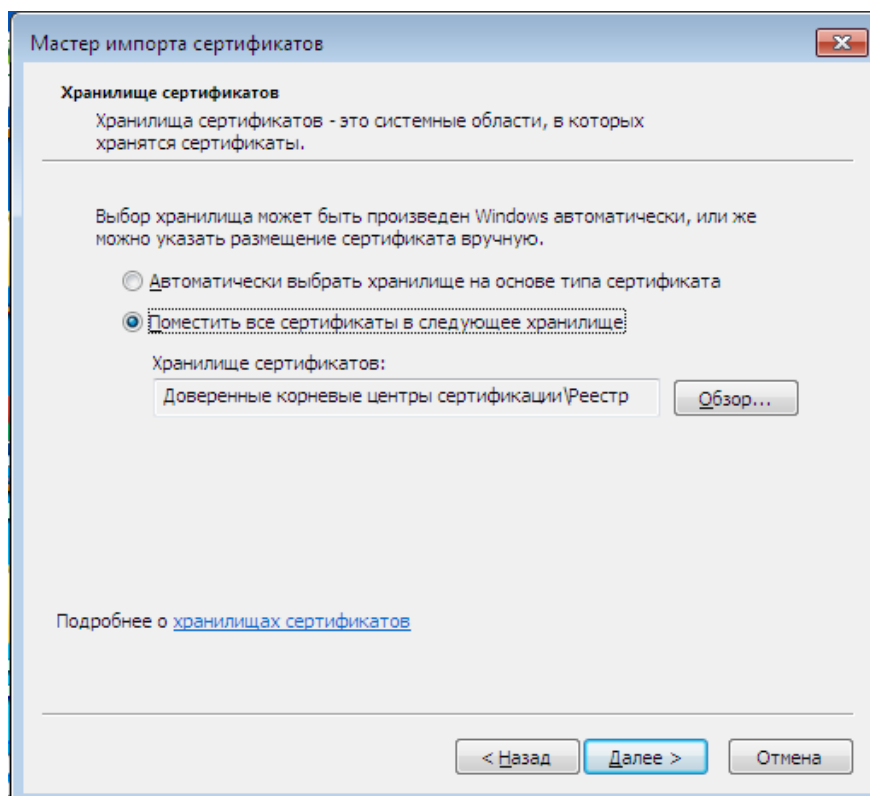 Мастер импорта сертификатов
Хранилище сертификатов
Хранилища сертификатов - это системные области, в которых
хранятся сертификаты.
Выбор хранилища может быть произведен Windows автоматически, или же
можно указать размещение сертификата вручную.
Автоматически выбрать хранилище на основе типа сертификата
Поместить все сертификаты в следующее хранилище
Хранилище сертификатов:
Доверенные корневые центры сертификации\Реестр
Обзор...
Подробнее о хранилищах сертификатов
< Назад
Далее >
Отмена